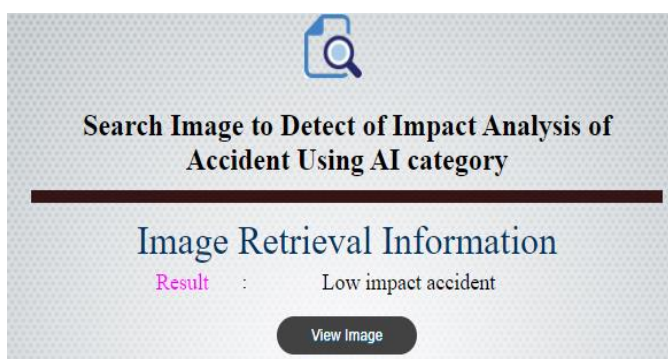 Search Image to Detect of Impact Analysis of
Accident Using AI category
Image Retrieval Information
Result : Low impact accident
View Image